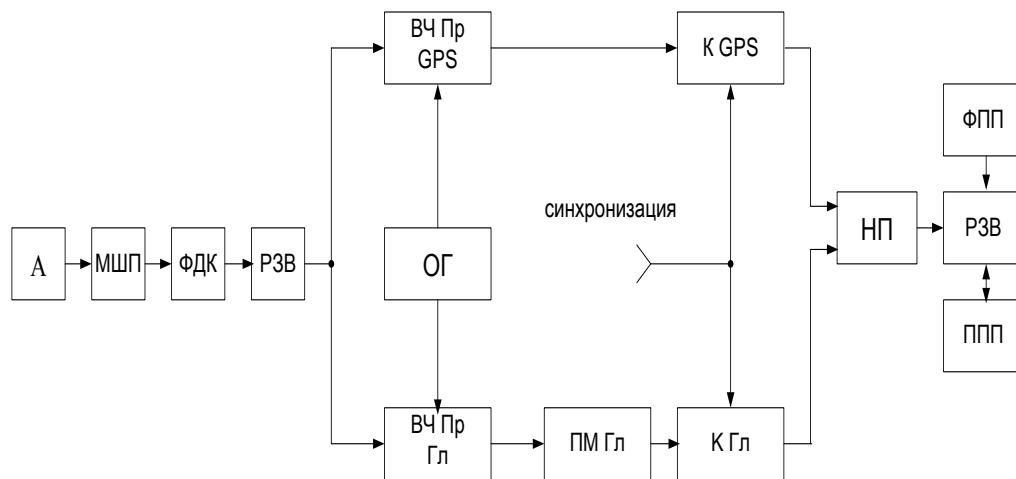 ВЧ Пр
GPS
К GPS
ФПП
синхронизация
А
МШП
ФДК
РЗВ
ОГ
НП
РЗВ
ППП
ВЧ Пр
Гл
ПМ Гл
К Гл